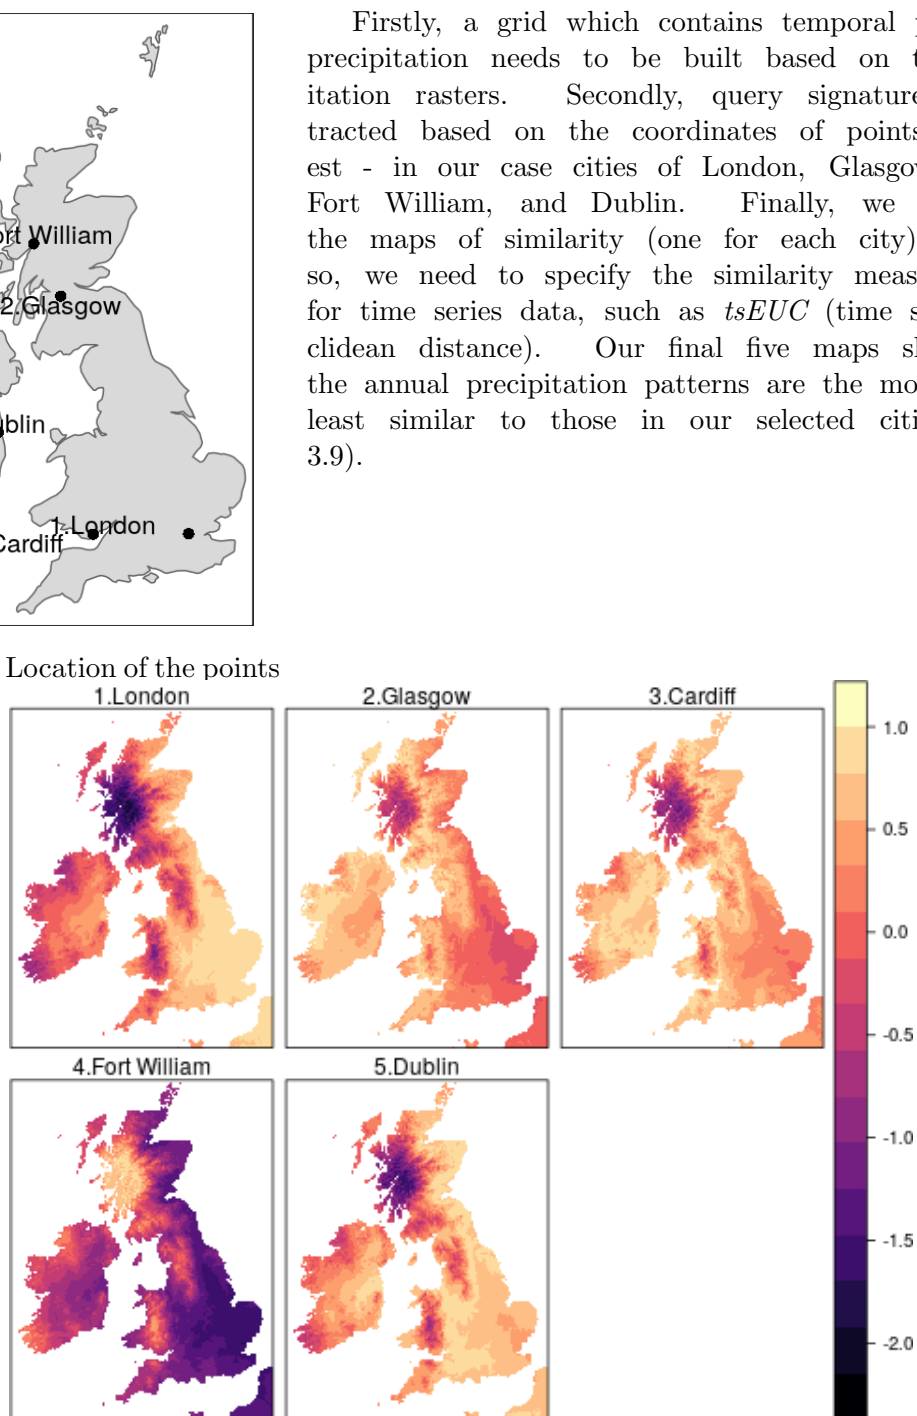 ort William
2.Glasgow
blin
1.London
Cardiff
Firstly, a grid which contains temporal
precipitation needs to be built based on
itation rasters. Secondly, query signature
tracted based on the coordinates of points
est - in our case cities of London, Glasgow
Fort William, and Dublin. Finally, we
the maps of similarity (one for each city)
so, we need to specify the similarity meas
for time series data, such as tsEUC (time s
clidean distance). Our final five maps s
the annual precipitation patterns are the mo
least similar to those in our selected citi
3.9).
Location of the points
1.London
2.Glasgow
3.Cardiff
4.Fort William
5.Dublin
1.0
0.5
0.0
-0.5
-1.0
-1.5
-2.0